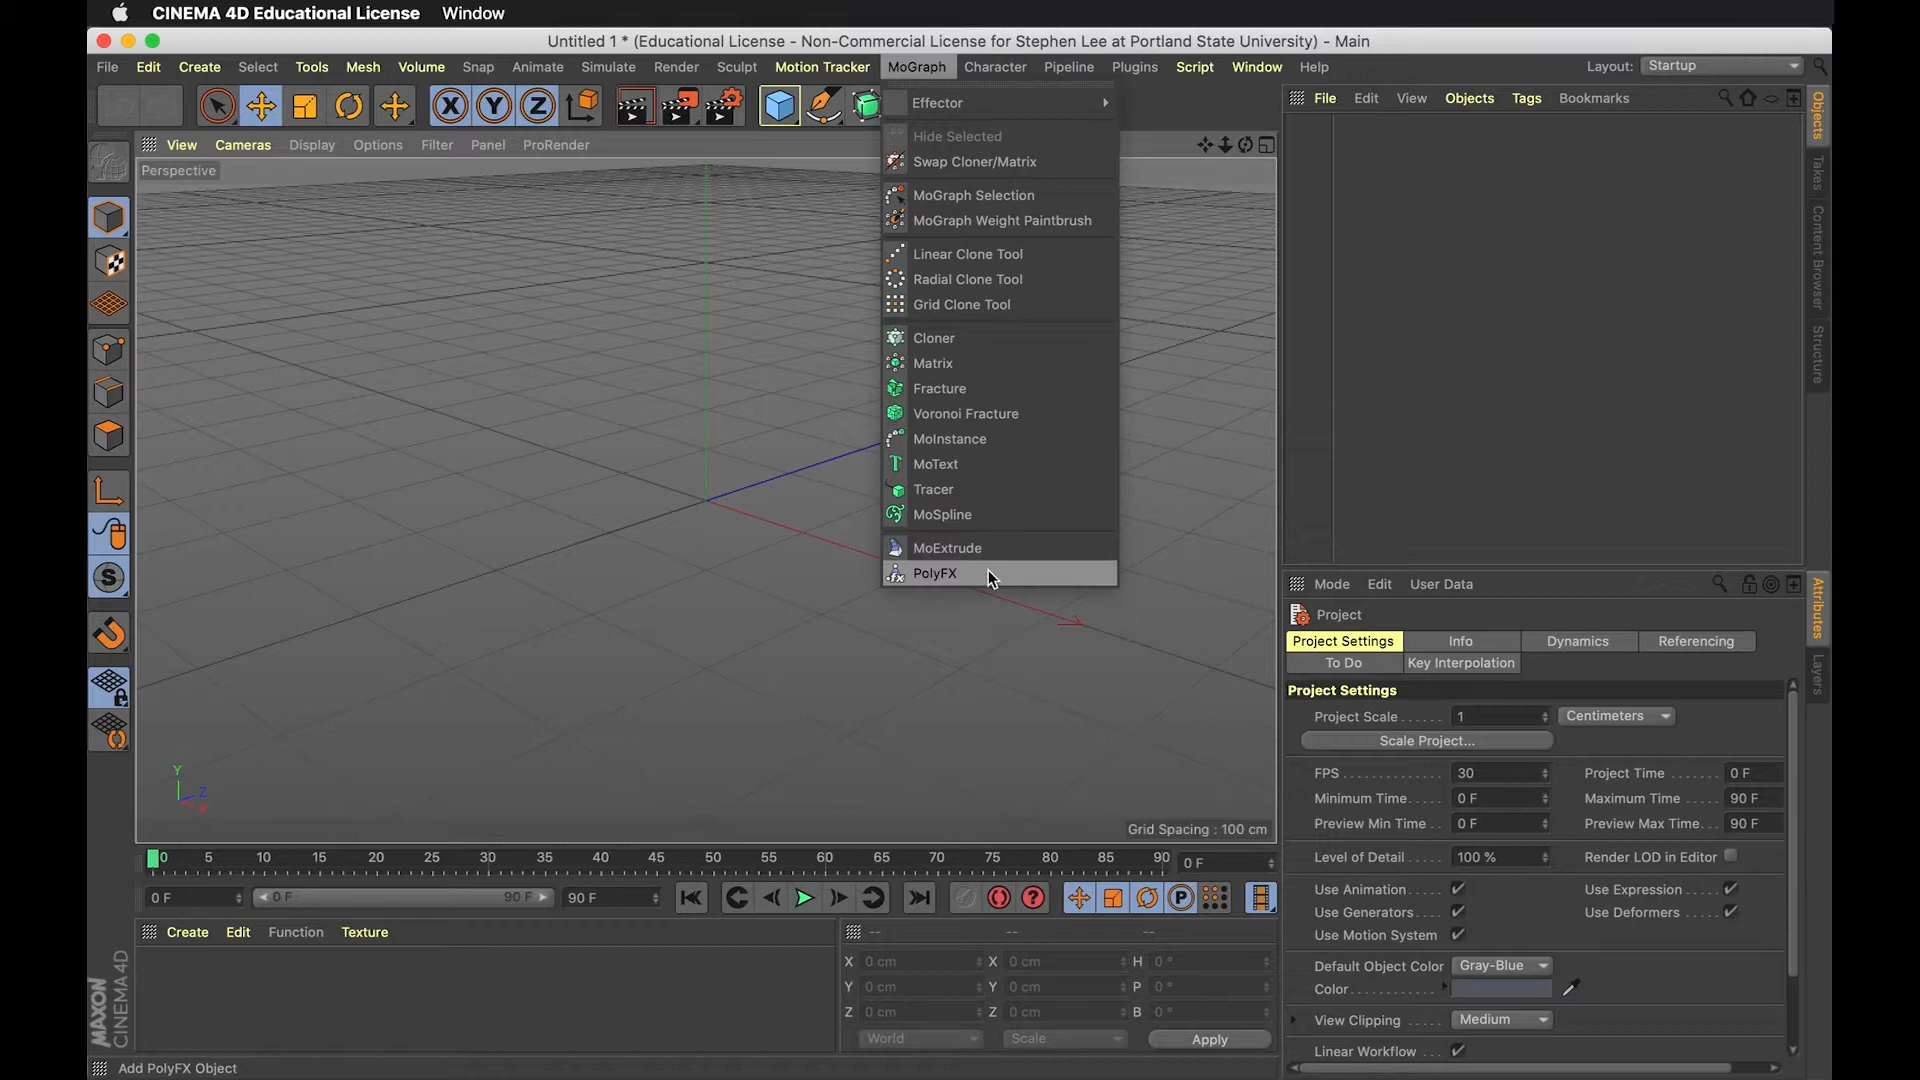 CINEMA 4D Educational License Window
Untitled 1 * (Educational License - Non-Commercial License for Stephen Lee at Portland State University) - Main
File Edit Create Select Tools Mesh Volume Snap Animate Simulate Render Sculpt Motion Tracker MoGraph Character Pipeline Plugins Script Window Help Layout: Startup
X Y Z
File Edit View Objects Tags Bookmarks
View Cameras Display Options Filter Panel ProRender
Perspective
Effector
Hide Selected
Swap Cloner/Matrix
MoGraph Selection
MoGraph Weight Paintbrush
Linear Clone Tool
Radial Clone Tool
Grid Clone Tool
Cloner
Matrix
Fracture
Voronoi Fracture
MoInstance
MoText
Tracer
MoSpline
MoExtrude
PolyFX
Objects
Takes
Content Browser
Structure
Mode Edit User Data
Project
Project Settings Info Dynamics Referencing
To Do Key Interpolation
Project Settings
Project Scale . . . . . . 1 Centimeters
Scale Project...
FPS . . . . . . . . . . . . . 30 Project Time . . . . . . . 0 F
Minimum Time. . . . . 0 F Maximum Time . . . . . 90 F
Preview Min Time . . 0 F Preview Max Time. . . 90 F
Level of Detail . . . . . 100 % Render LOD in Editor
Use Animation . . . . . Use Expression . . . .
Use Generators . . . . Use Deformers . . . . .
Use Motion System
Default Object Color Gray-Blue
Color. . . . . . . . . . . .
View Clipping . . . . . Medium
Linear Workflow . . .
Attributes
Layers
Y
Z
X
Grid Spacing : 100 cm
0 5 10 15 20 25 30 35 40 45 50 55 60 65 70 75 80 85 90 0 F
0 F 0 F 90 F 90 F
P
Create Edit Function Texture
-- -- --
X 0 cm X 0 cm H 0 °
Y 0 cm Y 0 cm P 0 °
Z 0 cm Z 0 cm B 0 °
World Scale Apply
MAXON
CINEMA 4D
Add PolyFX Object